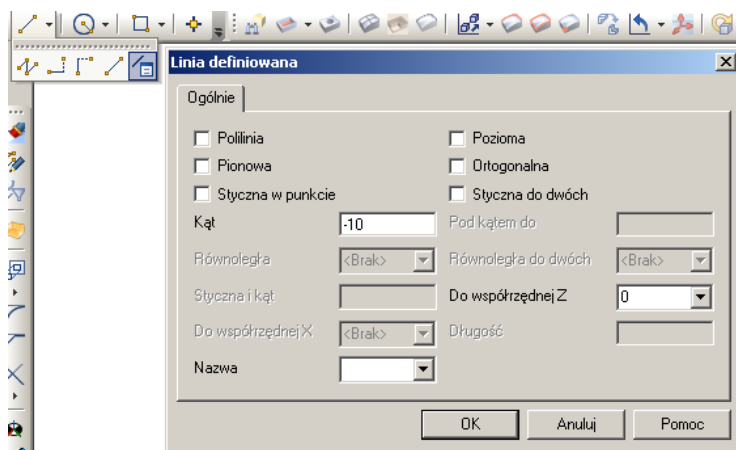 Linia definiowana
Ogólnie
Polilinia
Pozioma
Pionowa
Ortogonalna
Styczna w punkcie
Styczna do dwóch
Kąt
-10
Pod kątem do
Równoległa
<Brak>
Równoległa do dwóch
<Brak>
Styczna i kąt
Do współrzędnej Z
0
Do współrzędnej X
<Brak>
Długość
Nazwa
OK
Anuluj
Pomoc